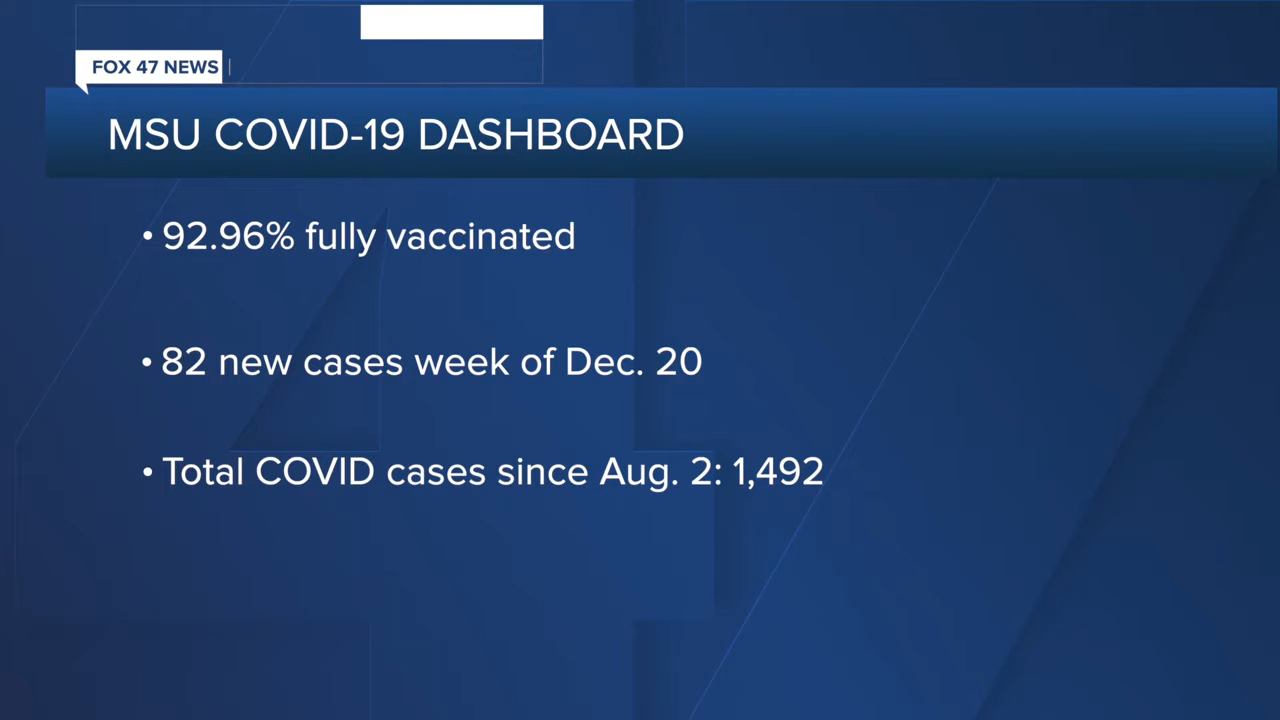 FOX 47 NEWS
MSU COVID-19 DASHBOARD
• 92.96% fully vaccinated
• 82 new cases week of Dec. 20
• Total COVID cases since Aug. 2: 1,492